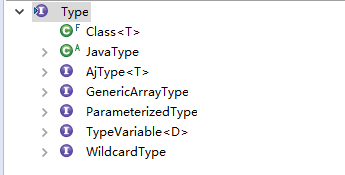 Type
Class<T>
JavaType
AjType<T>
GenericArrayType
ParameterizedType
TypeVariable<D>
WildcardType